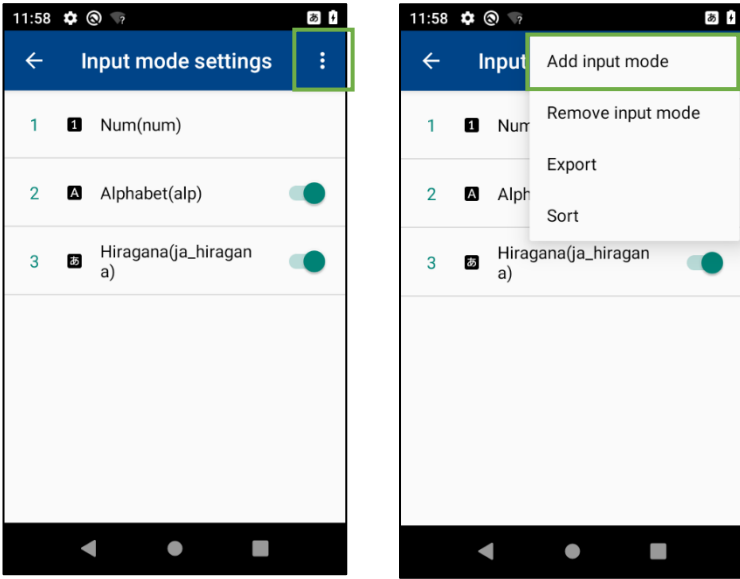 11:58 ? あ
Input mode settings
1 1 Num(num)
2 A Alphabet(alp)
3 あ Hiragana(ja_hiragan
a)
11:58 ? あ
Input
Add input mode
Remove input mode
Export
Sort
1 1 Num
2 A Alph
3 あ Hiragana(ja_hiragan
a)